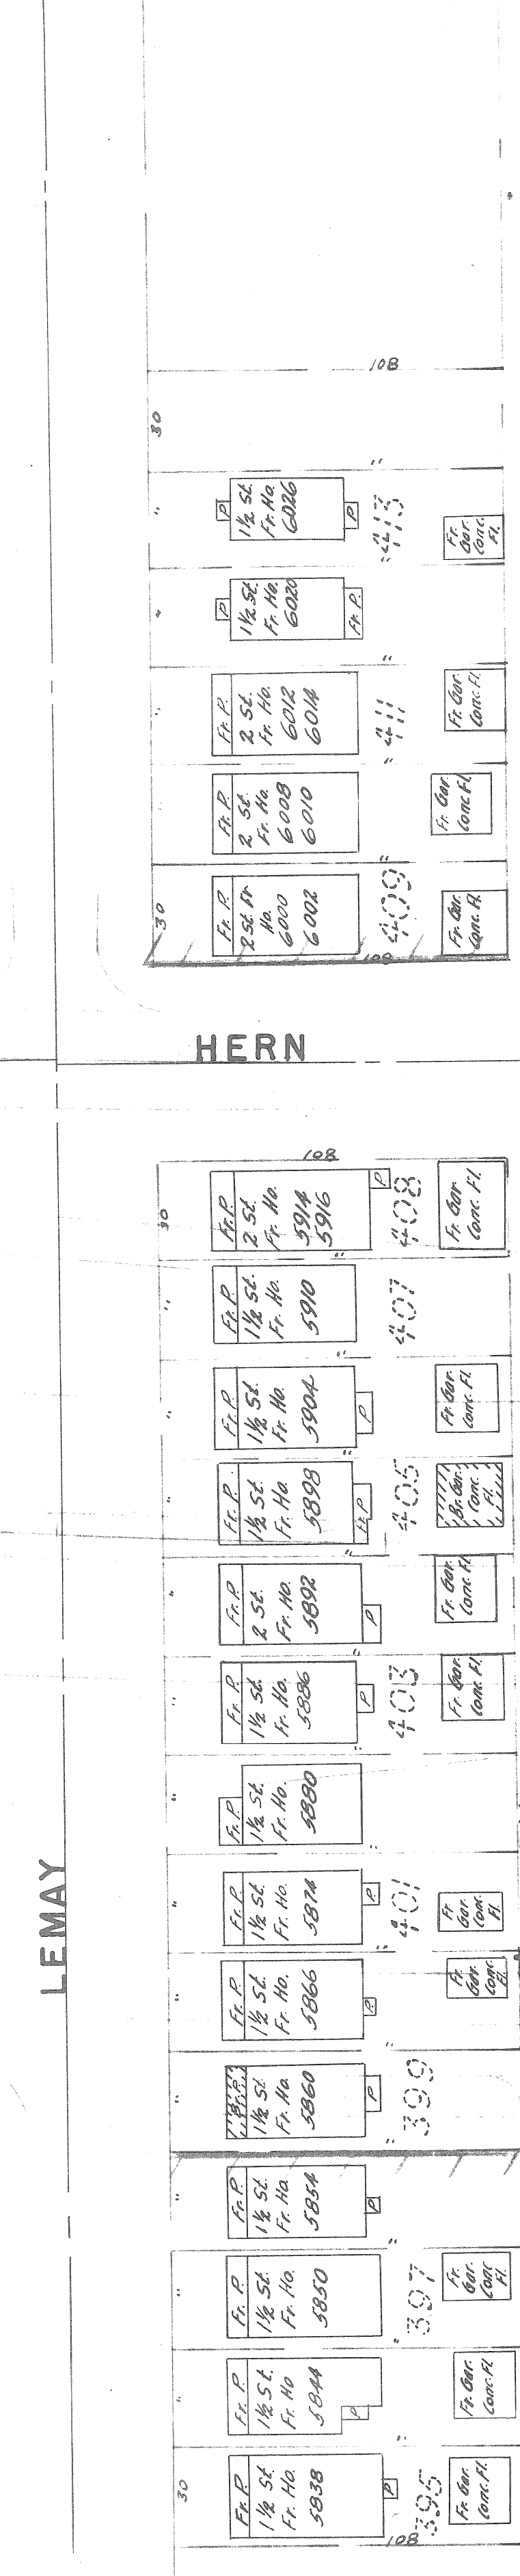 108
30
"
P
1½ St.
Fr. Ho.
6026
P
413
Fr.
Gar.
Conc.
Fl.
"
P
1½ St.
Fr. Ho.
6020
Fr. P.
"
"
Fr. P.
2 St.
Fr. Ho.
6012
6014
411
Fr. Gar.
Conc. Fl.
"
"
Fr. P.
2 St.
Fr. Ho.
6008
6010
Fr. Gar.
Conc. Fl.
"
30
Fr. P.
2 St. Fr
Ho.
6000
6002
409
Fr. Gar.
Conc. Fl.
108
HERN
108
30
Fr. P.
2 St.
Fr. Ho.
5914
5916
P
408
Fr. Gar.
Conc. Fl.
"
"
Fr. P.
1½ St.
Fr. Ho.
5910
407
"
"
Fr. P.
1½ St.
Fr. Ho.
5904
P
Fr. Gar.
Conc. Fl.
"
"
Fr. P.
1½ St.
Fr. Ho.
5898
Fr. P.
405
Br. Gar.
Conc.
Fl.
"
"
Fr. P.
2 St.
Fr. Ho.
5892
P
Fr. Gar.
Conc. Fl.
"
"
Fr. P.
1½ St.
Fr. Ho.
5886
P
403
Fr. Gar.
Conc. Fl.
"
"
Fr. P.
1½ St.
Fr. Ho.
5880
"
LEMAY
"
Fr. P.
1½ St.
Fr. Ho.
5874
P
401
Fr
Gar.
Conc.
Fl.
"
"
Fr. P.
1½ St.
Fr. Ho.
5866
P
Fr.
Gar.
Conc
Fl.
"
"
Br. P.
1½ St.
Fr. Ho.
5860
P
399
"
"
Fr. P.
1½ St.
Fr. Ho
5854
P
"
"
Fr. P.
1½ St.
Fr. Ho.
5850
397
Fr.
Gar.
Conc
Fl.
"
"
Fr. P.
1½ St.
Fr. Ho
5844
P
Fr. Gar.
Conc. Fl.
"
30
Fr. P.
1½ St.
Fr. Ho.
5838
P
395
Fr. Gar.
Conc. Fl.
108